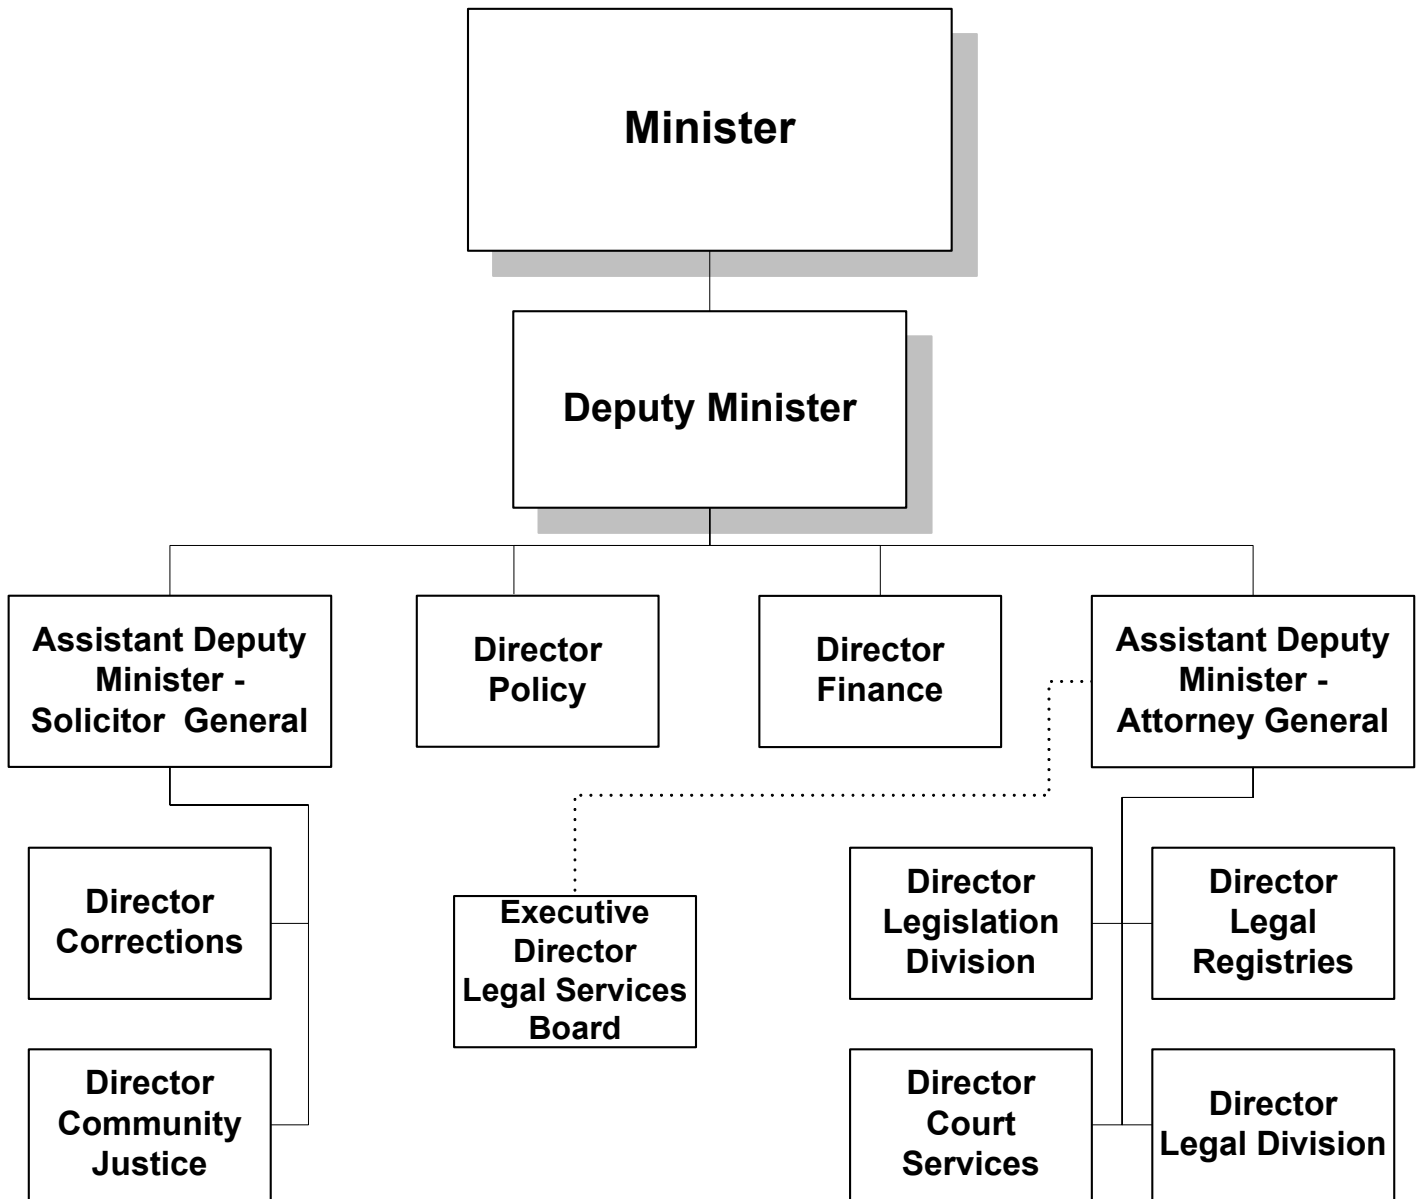 Minister
Deputy Minister
Assistant Deputy
Minister -
Solicitor General
Director
Policy
Director
Finance
Assistant Deputy
Minister -
Attorney General
Director
Corrections
Executive
Director
Legal Services
Board
Director
Legislation
Division
Director
Legal
Registries
Director
Community
Justice
Director
Court
Services
Director
Legal Division